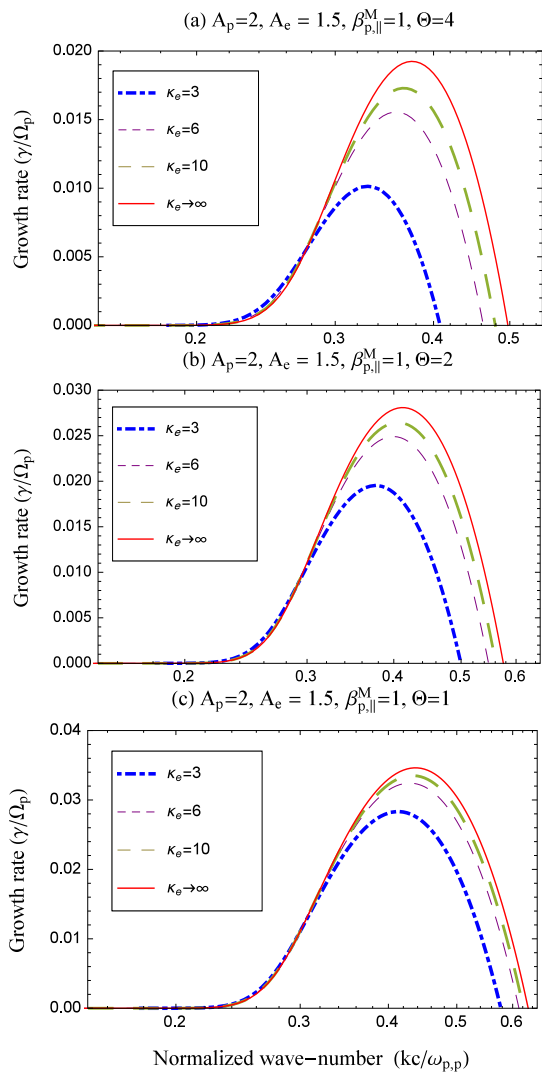 (a) A_p=2, A_e = 1.5, β^M_{p,||}=1, Θ=4
0.020
0.015
0.010
0.005
0.000
Growth rate (γ/Ω_p)
κ_e=3
κ_e=6
κ_e=10
κ_e→∞
0.2 0.3 0.4 0.5
(b) A_p=2, A_e = 1.5, β^M_{p,||}=1, Θ=2
0.030
0.025
0.020
0.015
0.010
0.005
0.000
Growth rate (γ/Ω_p)
κ_e=3
κ_e=6
κ_e=10
κ_e→∞
0.2 0.3 0.4 0.5 0.6
(c) A_p=2, A_e = 1.5, β^M_{p,||}=1, Θ=1
0.04
0.03
0.02
0.01
0.00
Growth rate (γ/Ω_p)
κ_e=3
κ_e=6
κ_e=10
κ_e→∞
0.2 0.3 0.4 0.5 0.6
Normalized wave−number (kc/ω_{p,p})